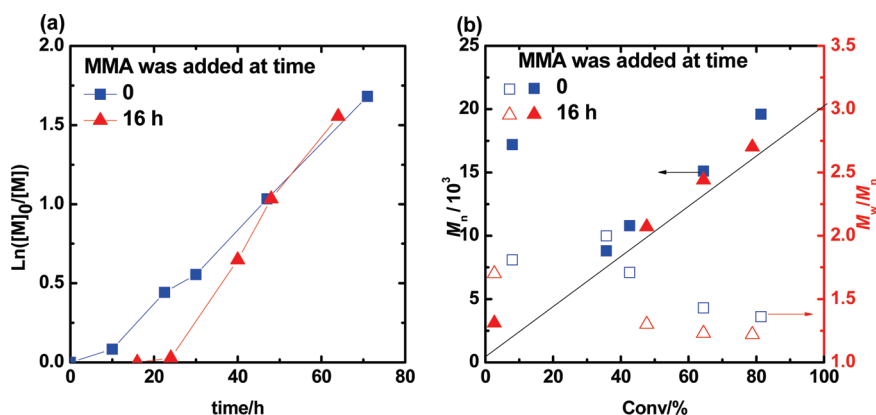 (a)
2.0
1.5
1.0
0.5
0.0
Ln([M]0/[M])
MMA was added at time
0
16 h
0 20 40 60 80
time/h
(b)
25
20
15
10
5
0
Mn / 10^3
MMA was added at time
0
16 h
3.5
3.0
2.5
2.0
1.5
1.0
Mw/Mn
0 20 40 60 80 100
Conv/%